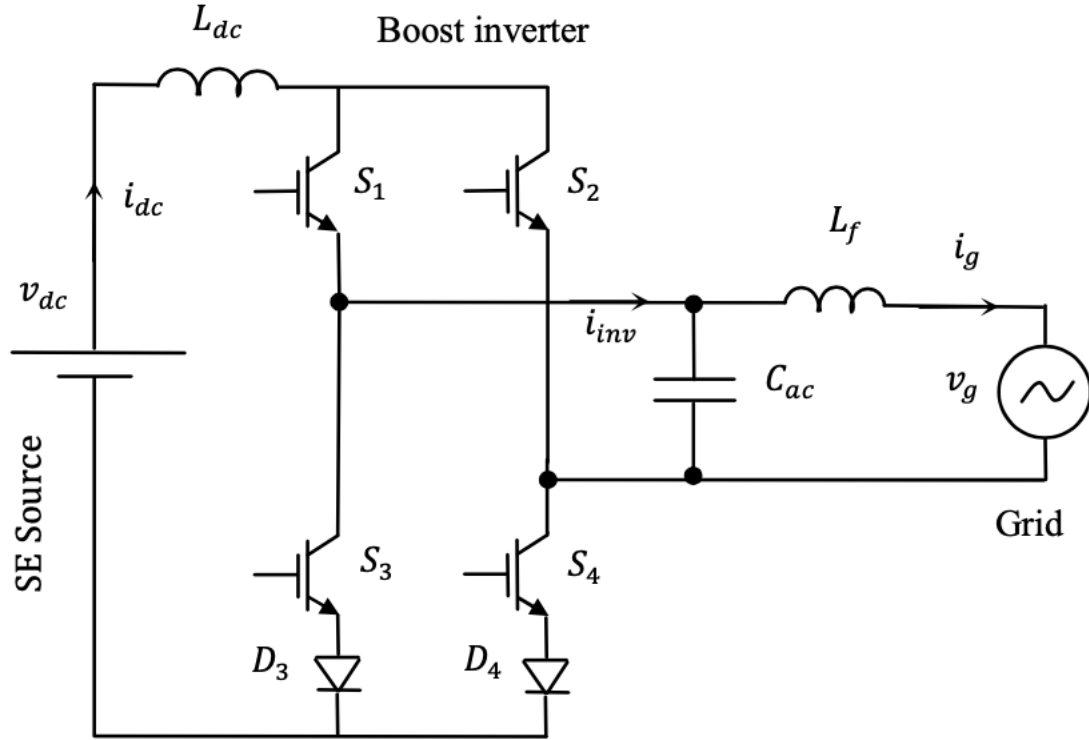 L_dc
Boost inverter
i_dc
S_1
S_2
L_f
i_g
v_dc
i_inv
C_ac
v_g
SE Source
Grid
S_3
S_4
D_3
D_4